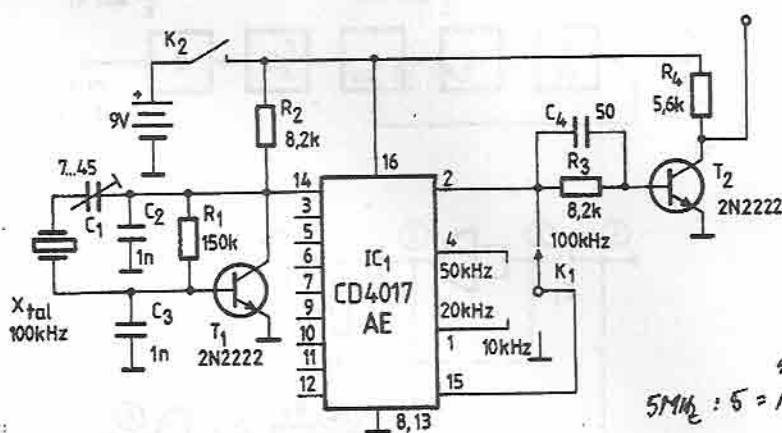 K2
9V
R2
8,2k
R4
5,6k
C4
50
R3
8,2k
T2
2N2222
7...45
C1
C2
1n
R1
150k
Xtal
100kHz
C3
1n
T1
2N2222
14
3
5
6
7
9
10
11
12
16
IC1
CD4017
AE
2
4
50kHz
20kHz
1
15
8,13
100kHz
K1
10kHz
5MHz : 5 =